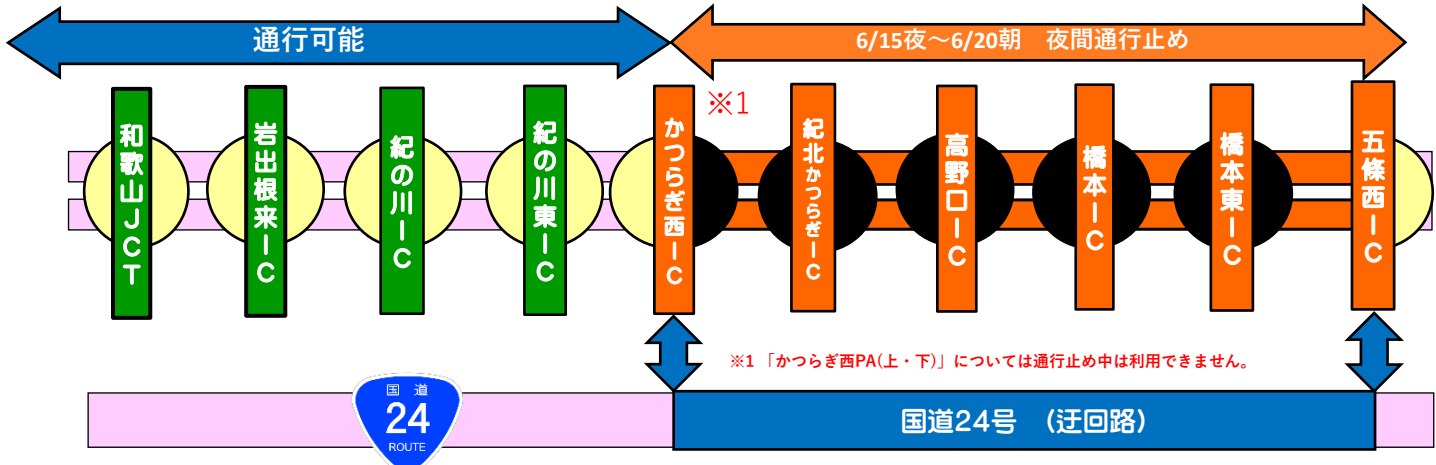 通行可能
6/15夜～6/20朝　夜間通行止め
和歌山JCT
岩出根来IC
紀の川IC
紀の川東IC
かつらぎ西IC
※1
紀北かつらぎIC
高野口IC
橋本IC
橋本東IC
五條西IC
※1 「かつらぎ西PA(上・下)」については通行止め中は利用できません。
国道
24
ROUTE
国道24号　(迂回路)